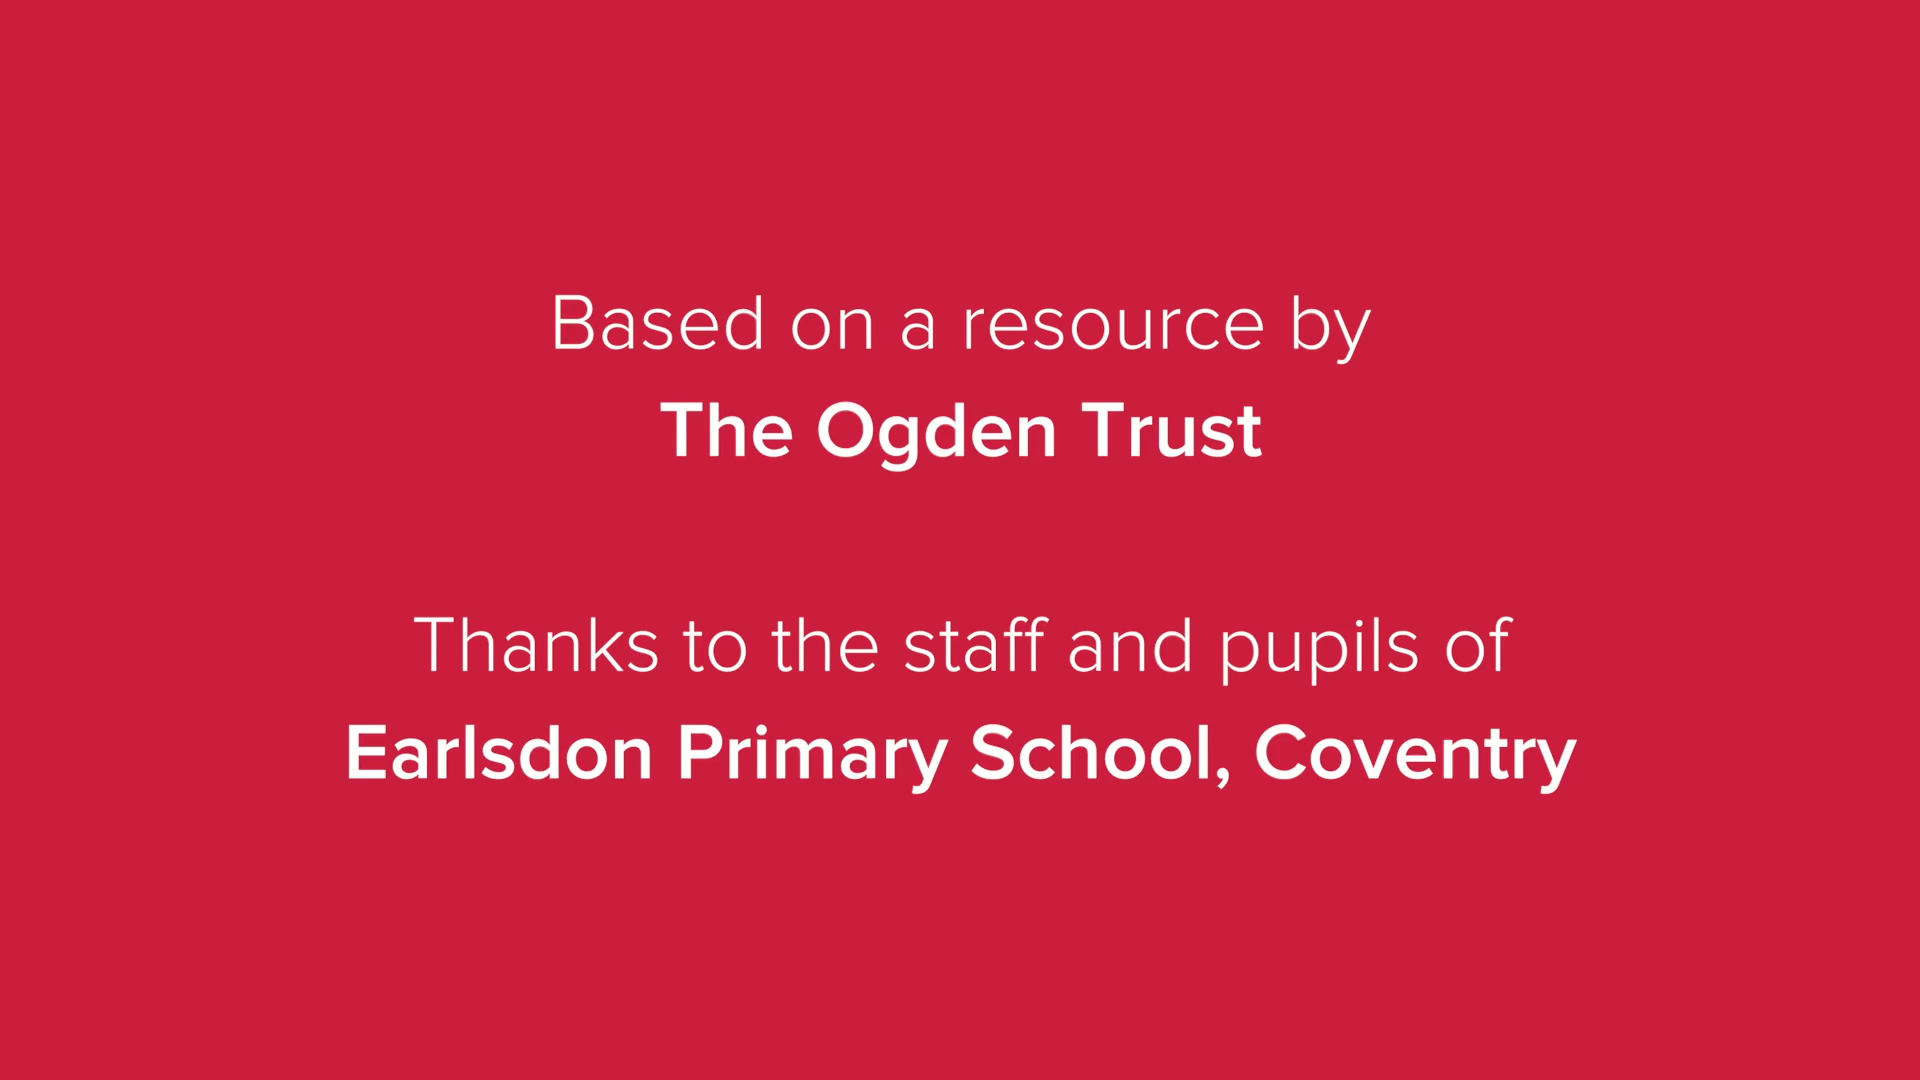 Based on a resource by
The Ogden Trust
Thanks to the staff and pupils of
Earlsdon Primary School, Coventry